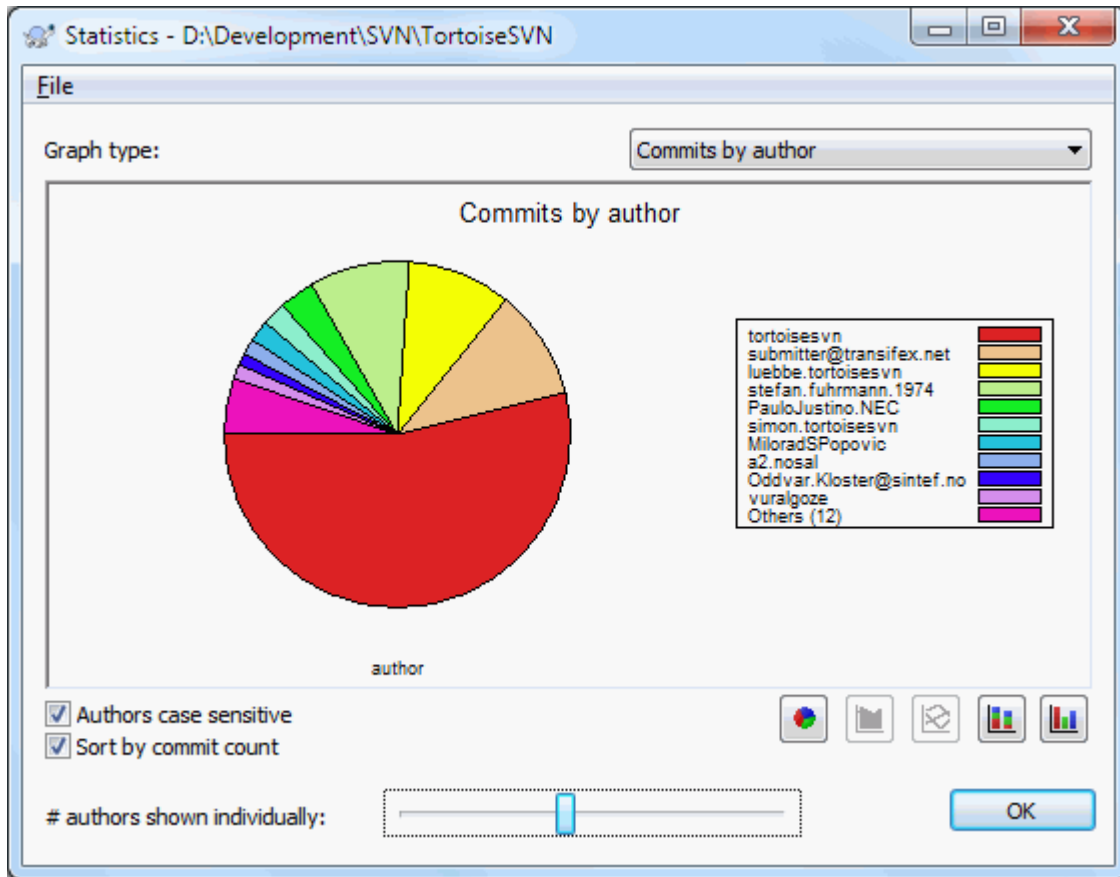 Statistics - D:\Development\SVN\TortoiseSVN
File
Graph type:
Commits by author
Commits by author
tortoisesvn
submitter@transifex.net
luebbe.tortoisesvn
stefan.fuhrmann.1974
PauloJustino.NEC
simon.tortoisesvn
MiloradSPopovic
a2.nosal
Oddvar.Kloster@sintef.no
vuralgoze
Others (12)
author
Authors case sensitive
Sort by commit count
# authors shown individually:
OK